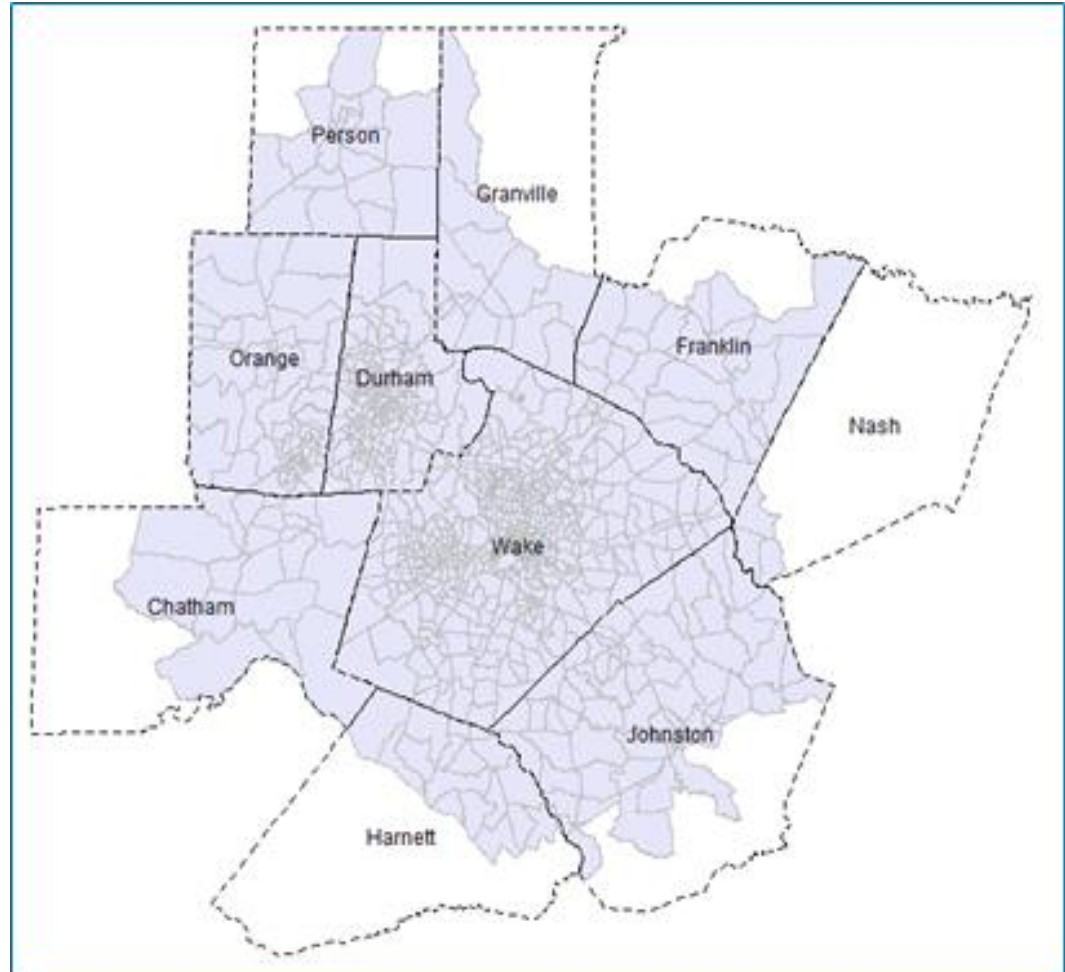 Person
Granville
Franklin
Orange
Durham
Nash
Wake
Chatham
Johnston
Harnett